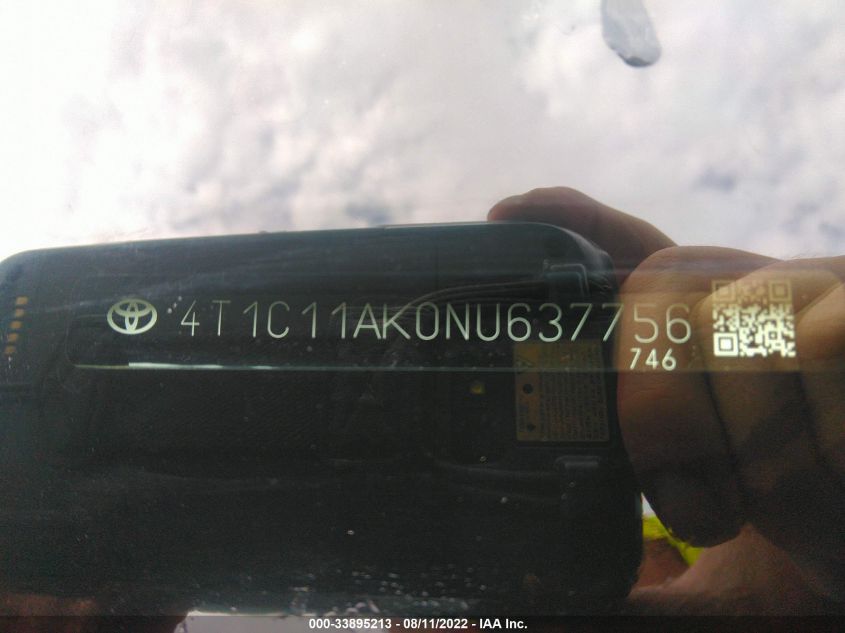 4T1C11AK0NU637756
746
000-33895213 - 08/11/2022 - IAA Inc.